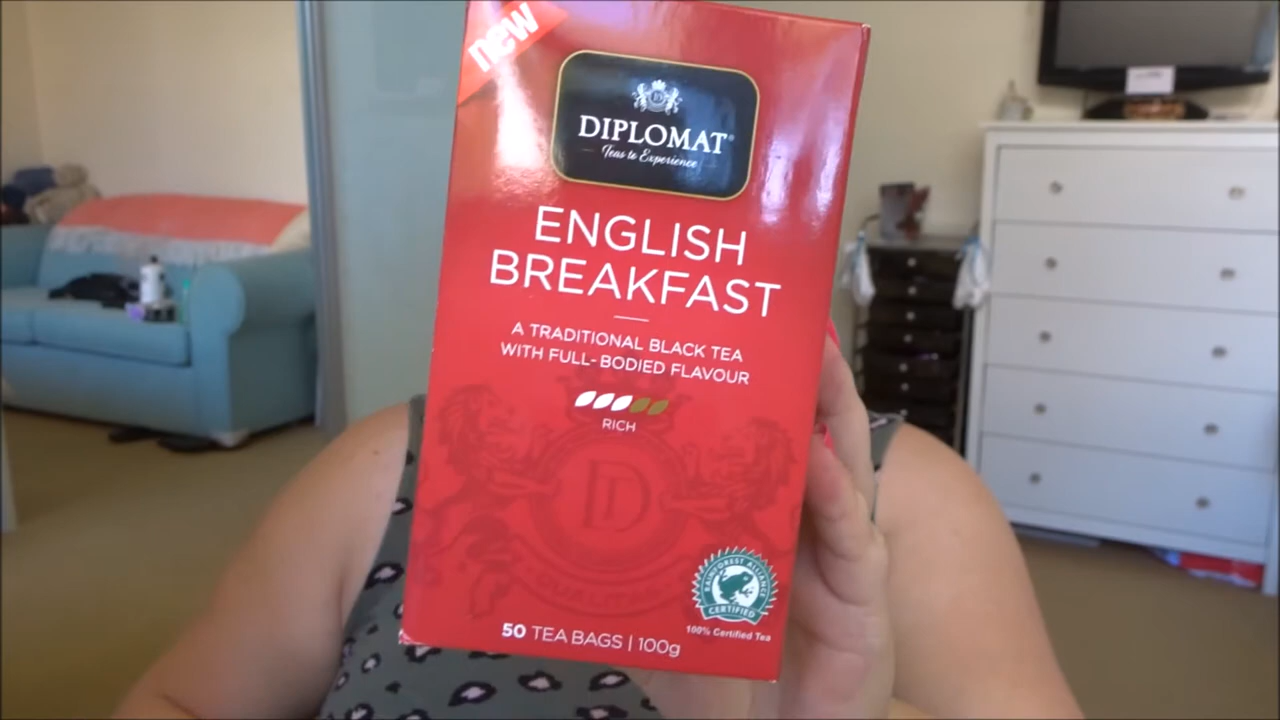 new
DIPLOMAT®
Teas to Experience
ENGLISH
BREAKFAST
A TRADITIONAL BLACK TEA
WITH FULL-BODIED FLAVOUR
RICH
D
QUALITY
RAINFOREST ALLIANCE
CERTIFIED
100% Certified Tea
50 TEA BAGS | 100g